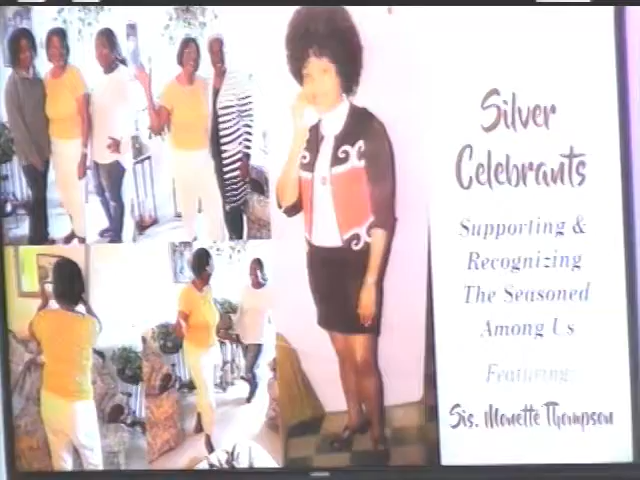 Silver
Celebrants
Supporting &
Recognizing
The Seasoned
Among Us
Featuring:
Sis. Monette Thompson